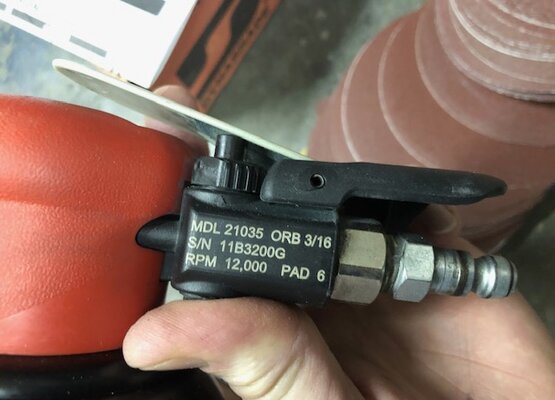 MDL 21035 ORB 3/16
S/N 11B3200G
RPM 12,000 PAD 6